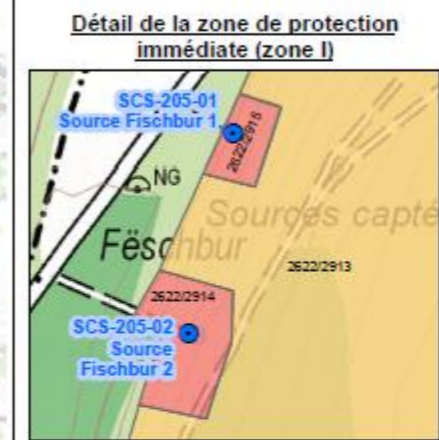 Détail de la zone de protection
immédiate (zone I)
SCS-205-01
Source Fischbur 1
2622/2915
NG
Sources capté
Fëschbur
2622/2913
2622/2914
SCS-205-02
Source
Fischbur 2